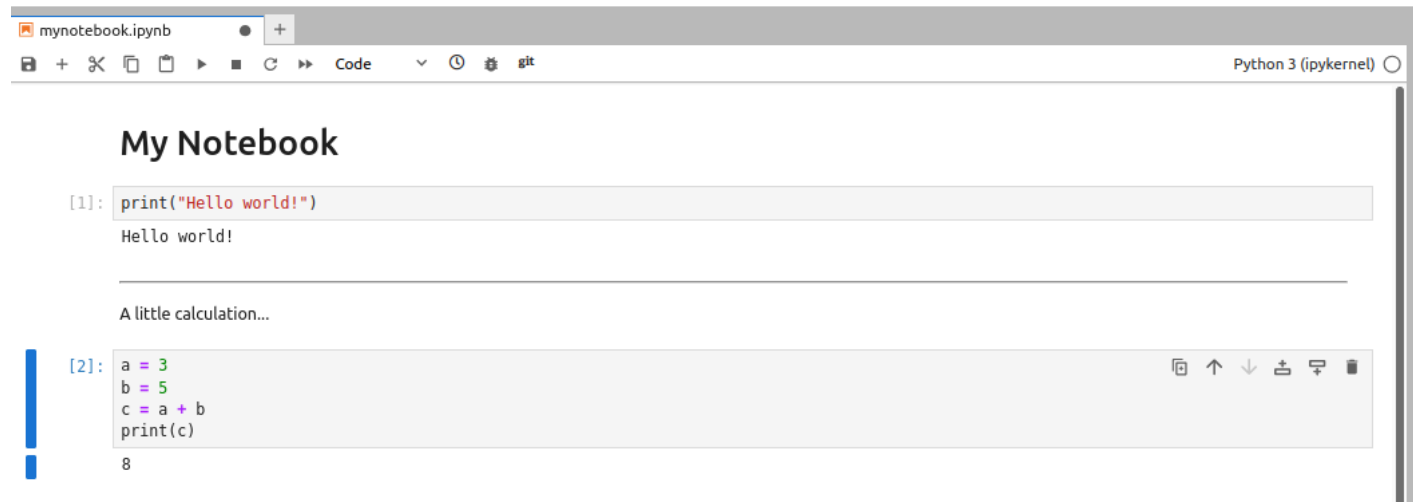 mynotebook.ipynb
Code git Python 3 (ipykernel)
My Notebook
[1]: print("Hello world!")
Hello world!
A little calculation...
[2]: a = 3
b = 5
c = a + b
print(c)
8